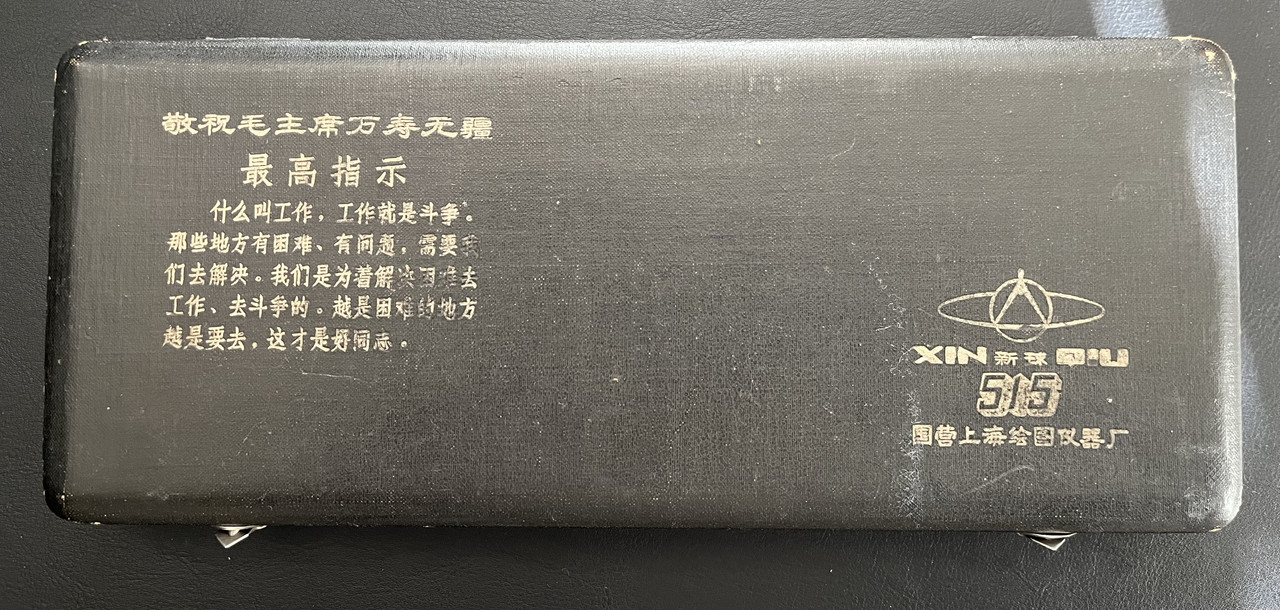 敬祝毛主席万寿无疆
最高指示
什么叫工作，工作就是斗争。
那些地方有困难、有问题，需要我
们去解决。我们是为着解决困难去
工作、去斗争的。越是困难的地方
越是要去，这才是好同志。
XIN 新球 QIU
515
国营上海绘图仪器厂